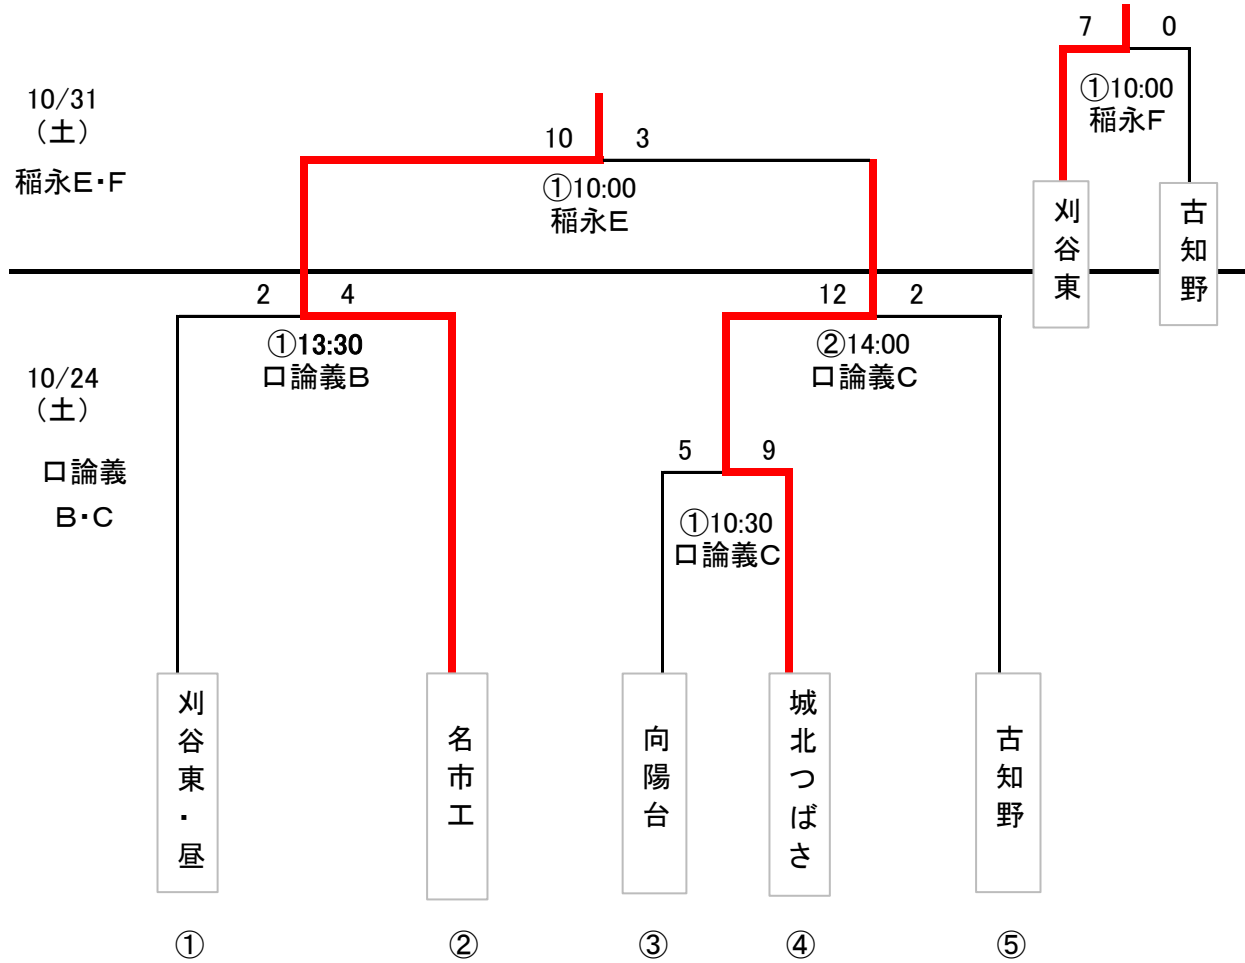 7 0
①10:00
稲永F
10/31
（土）
稲永E・F
10 3
①10:00
稲永E
刈谷東
古知野
2 4
①13:30
口論義B
12 2
②14:00
口論義C
10/24
（土）
口論義
B・C
5 9
①10:30
口論義C
刈谷東・昼
名市工
向陽台
城北つばさ
古知野
① ② ③ ④ ⑤